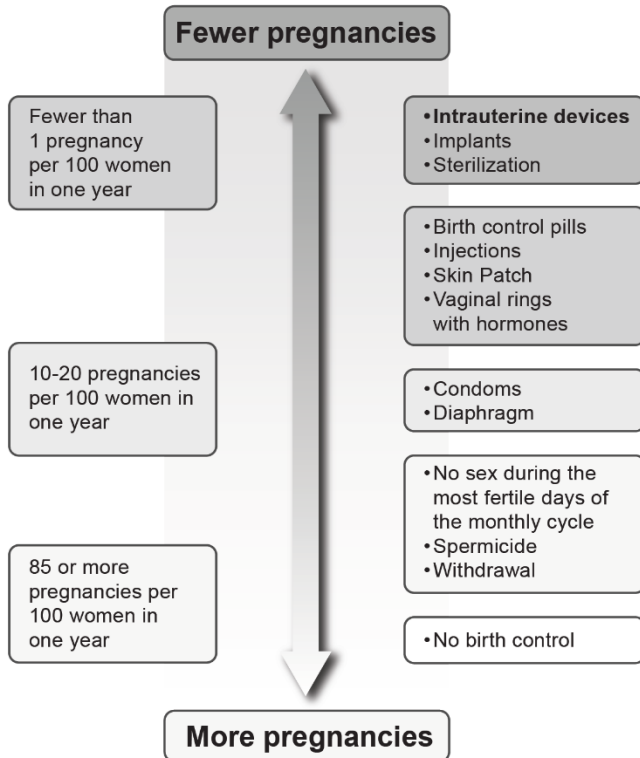 Fewer pregnancies
Fewer than
1 pregnancy
per 100 women
in one year
•Intrauterine devices
•Implants
•Sterilization
•Birth control pills
•Injections
•Skin Patch
•Vaginal rings
with hormones
10-20 pregnancies
per 100 women in
one year
•Condoms
•Diaphragm
•No sex during the
most fertile days of
the monthly cycle
•Spermicide
•Withdrawal
85 or more
pregnancies per
100 women in
one year
•No birth control
More pregnancies